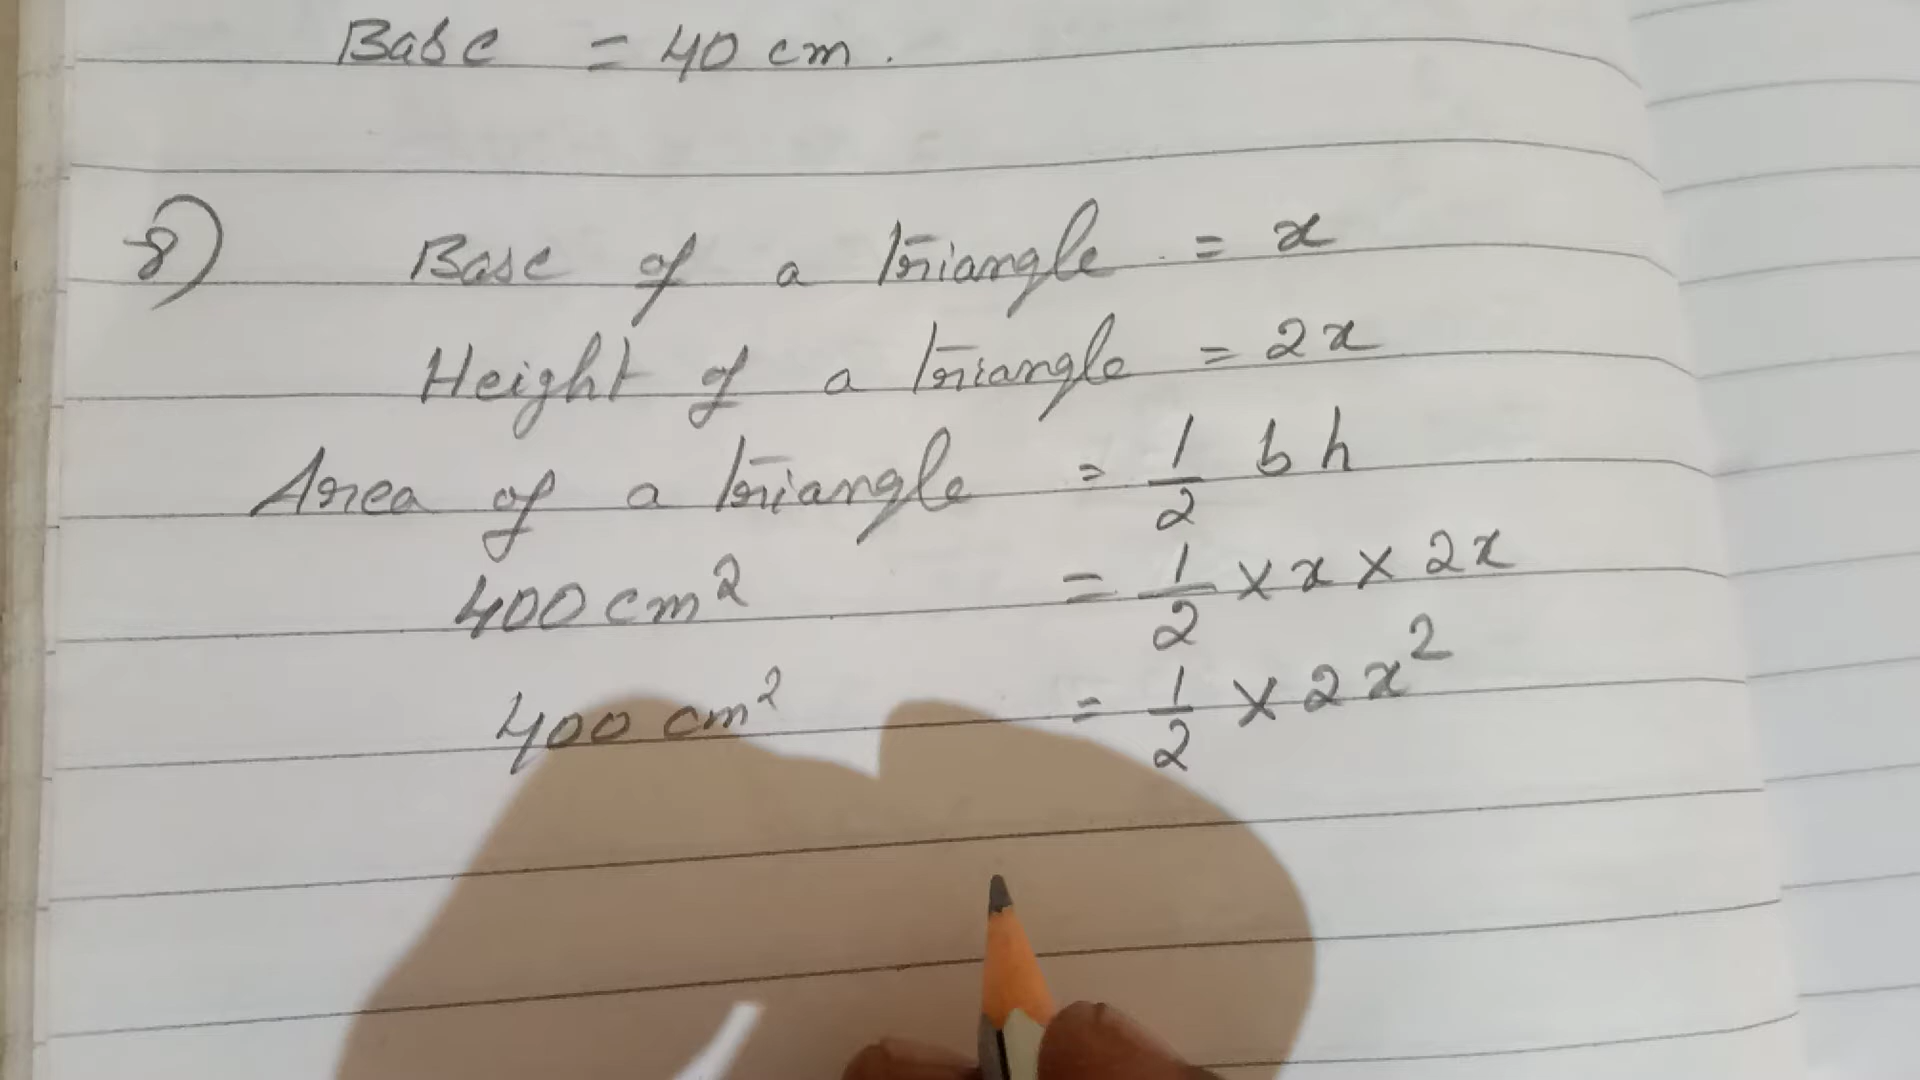 Base = 40 cm.
8) Base of a triangle = x
Height of a triangle = 2x
Area of a triangle = 1/2 b h
400 cm² = 1/2 × x × 2x
400 cm² = 1/2 × 2x²